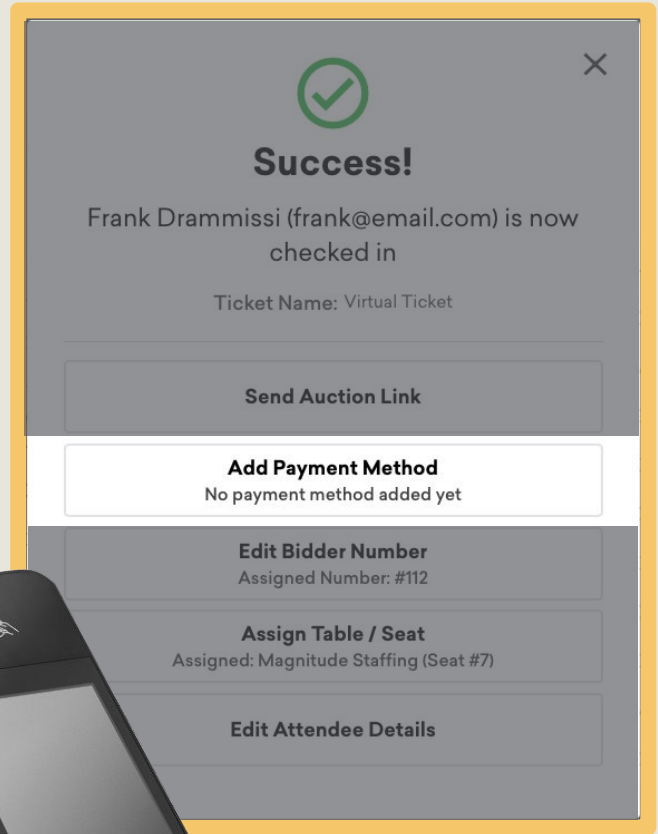 Success!
Frank Drammissi (frank@email.com) is now
checked in
Ticket Name: Virtual Ticket
Send Auction Link
Add Payment Method
No payment method added yet
Edit Bidder Number
Assigned Number: #112
Assign Table / Seat
Assigned: Magnitude Staffing (Seat #7)
Edit Attendee Details